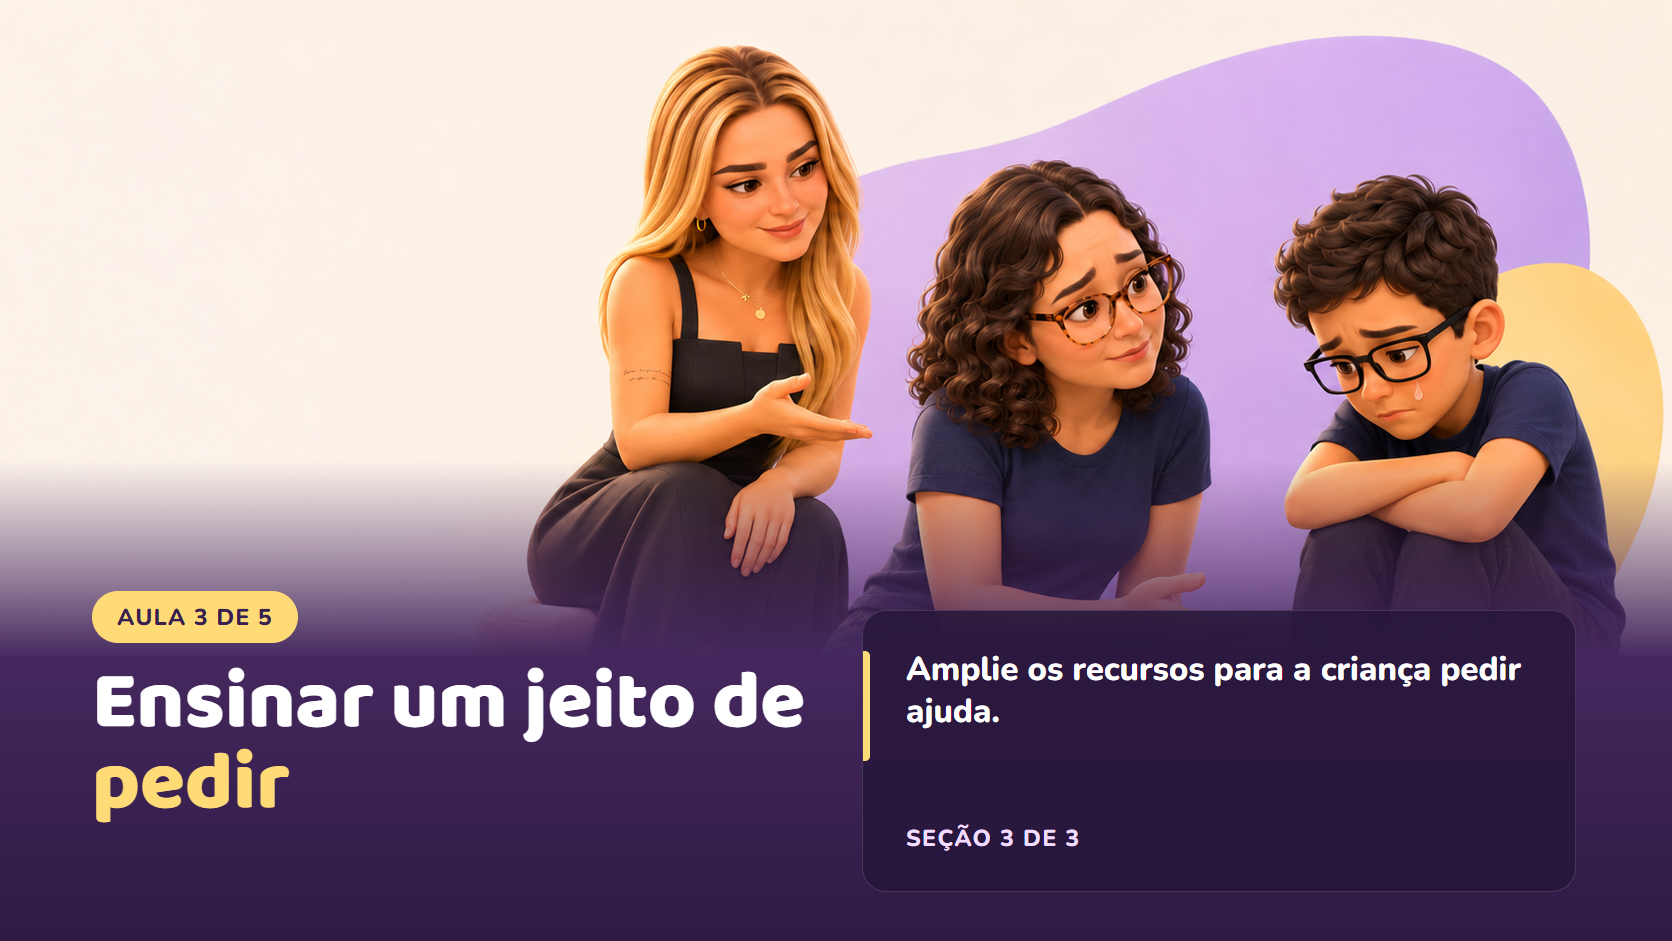 AULA 3 DE 5
Ensinar um jeito de
pedir
Amplie os recursos para a criança pedir
ajuda.
SEÇÃO 3 DE 3